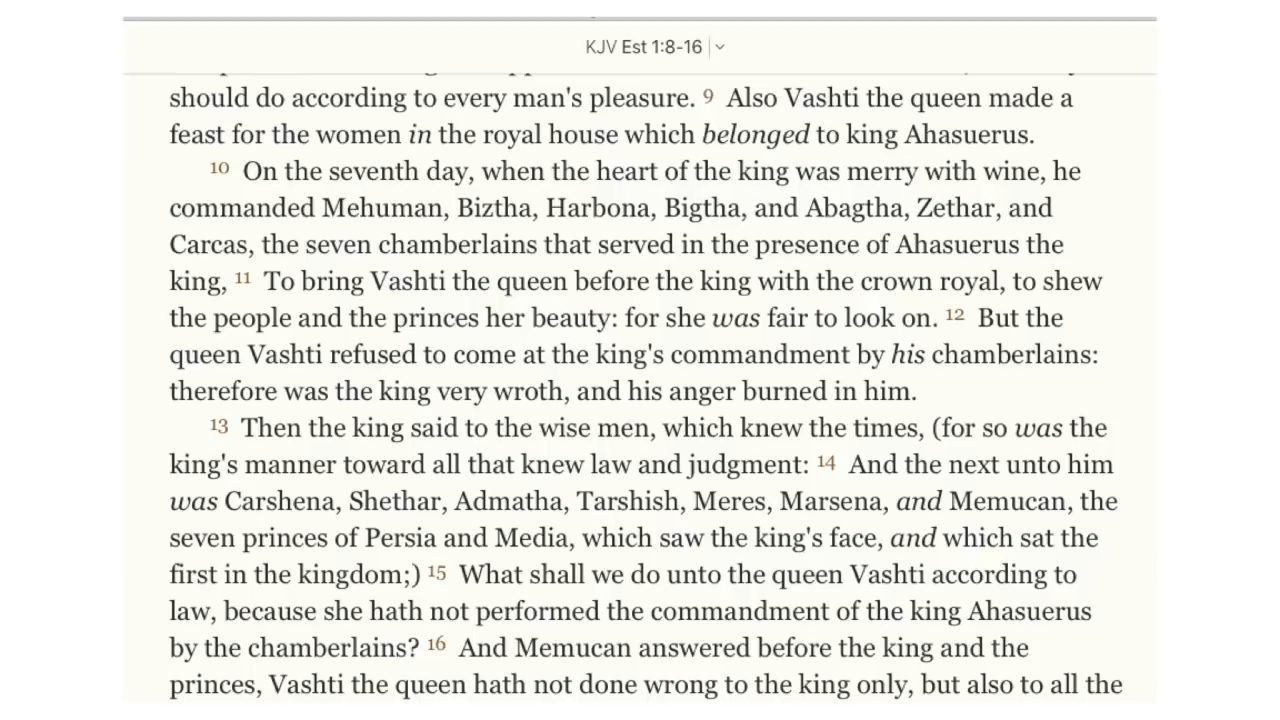 KJV Est 1:8-16
should do according to every man's pleasure. 9 Also Vashti the queen made a
feast for the women in the royal house which belonged to king Ahasuerus.
10 On the seventh day, when the heart of the king was merry with wine, he
commanded Mehuman, Biztha, Harbona, Bigtha, and Abagtha, Zethar, and
Carcas, the seven chamberlains that served in the presence of Ahasuerus the
king, 11 To bring Vashti the queen before the king with the crown royal, to shew
the people and the princes her beauty: for she was fair to look on. 12 But the
queen Vashti refused to come at the king's commandment by his chamberlains:
therefore was the king very wroth, and his anger burned in him.
13 Then the king said to the wise men, which knew the times, (for so was the
king's manner toward all that knew law and judgment: 14 And the next unto him
was Carshena, Shethar, Admatha, Tarshish, Meres, Marsena, and Memucan, the
seven princes of Persia and Media, which saw the king's face, and which sat the
first in the kingdom;) 15 What shall we do unto the queen Vashti according to
law, because she hath not performed the commandment of the king Ahasuerus
by the chamberlains? 16 And Memucan answered before the king and the
princes, Vashti the queen hath not done wrong to the king only, but also to all the